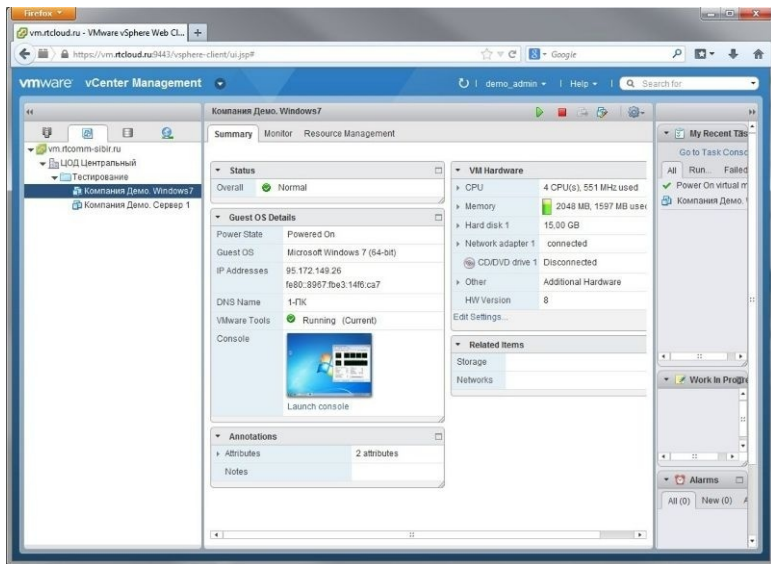 Firefox
vm.rtcloud.ru - VMware vSphere Web Cl...
https://vm.rtcloud.ru:9443/vsphere-client/ui.jsp#
Google
vmware vCenter Management
demo_admin
Help
Search for
Компания Демо. Windows7
Summary Monitor Resource Management
vm.rtcomm-sibir.ru
ЦОД Центральный
Тестирование
Компания Демо. Windows7
Компания Демо. Сервер 1
Status
Overall Normal
Guest OS Details
Power State Powered On
Guest OS Microsoft Windows 7 (64-bit)
IP Addresses 95.172.149.26
fe80::8967:fbe3:14f6:ca7
DNS Name 1-ПК
VMware Tools Running (Current)
Console
Launch console
Annotations
Attributes 2 attributes
Notes
VM Hardware
CPU 4 CPU(s), 551 MHz used
Memory 2048 MB, 1597 MB used
Hard disk 1 15,00 GB
Network adapter 1 connected
CD/DVD drive 1 Disconnected
Other Additional Hardware
HW Version 8
Edit Settings...
Related Items
Storage
Networks
My Recent Tas
Go to Task Consc
All Run... Failed
Power On virtual m
Компания Демо.
Work In Progre
Alarms
All (0) New (0) A